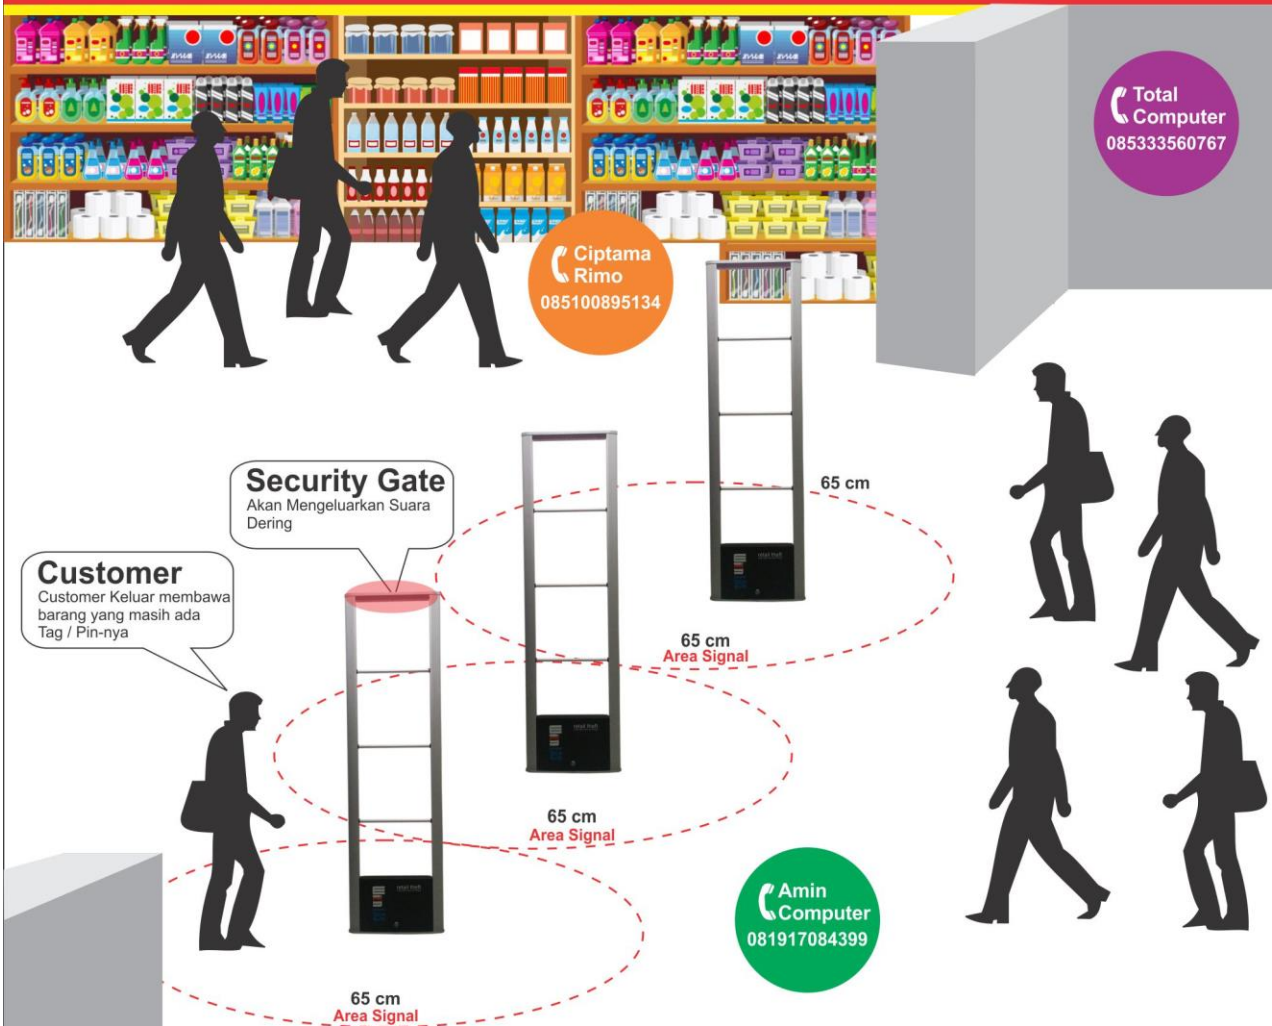 Total
Computer
085333560767
Ciptama
Rimo
085100895134
Security Gate
Akan Mengeluarkan Suara
Dering
65 cm
Customer
Customer Keluar membawa
barang yang masih ada
Tag / Pin-nya
65 cm
Area Signal
65 cm
Area Signal
Amin
Computer
081917084399
65 cm
Area Signal